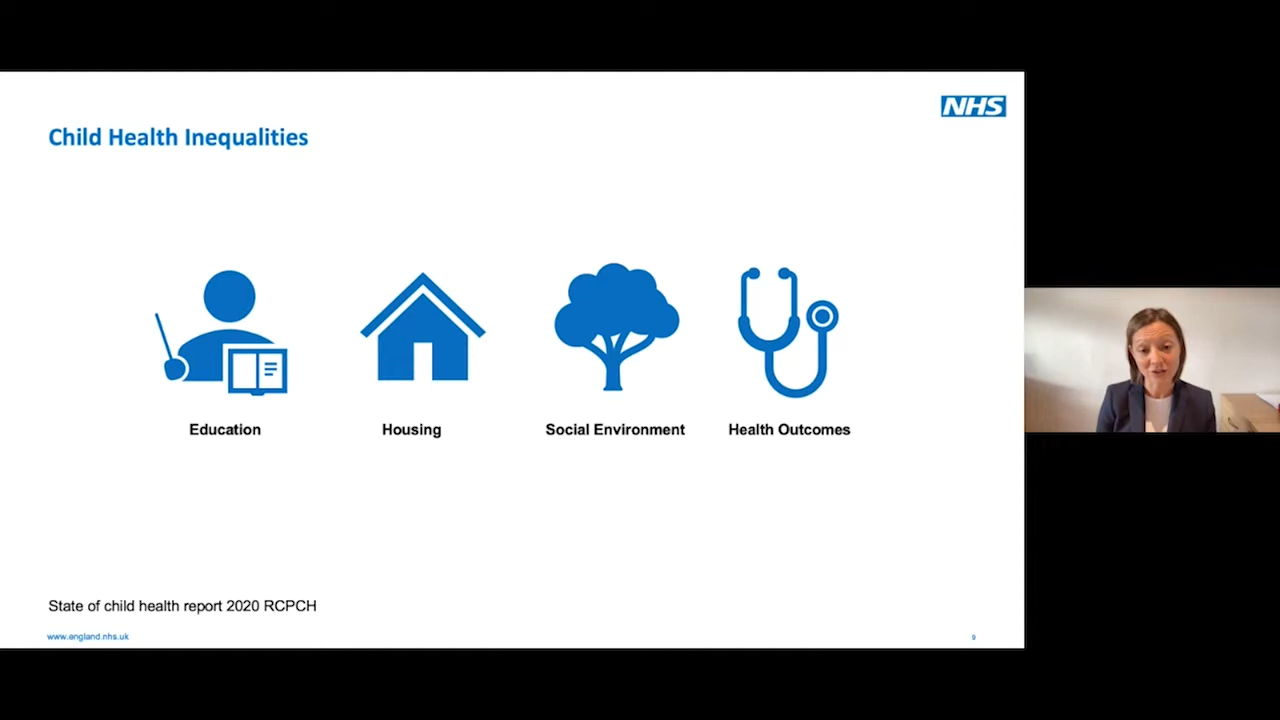 NHS
Child Health Inequalities
Education
Housing
Social Environment
Health Outcomes
State of child health report 2020 RCPCH
www.england.nhs.uk
9